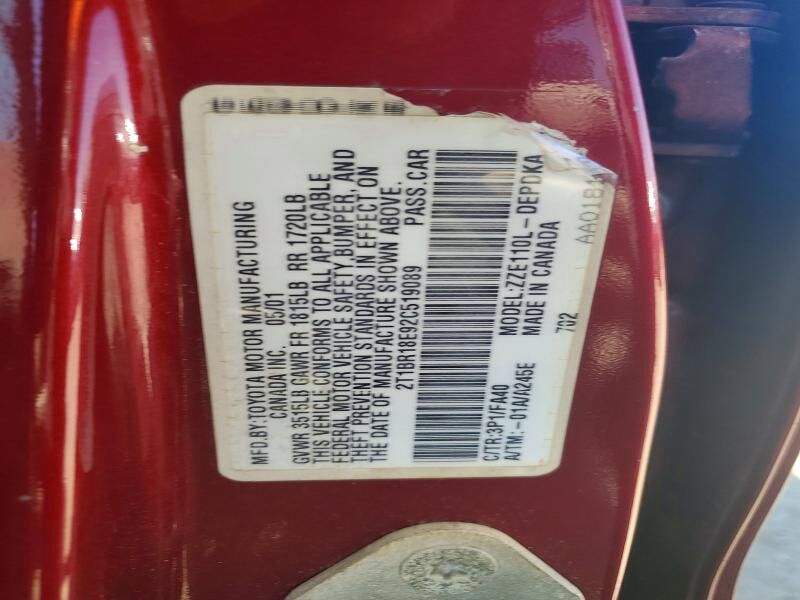 MFD.BY:TOYOTA MOTOR MANUFACTURING
CANADA INC. 05/01
GVWR 3515LB GAWR FR 1815LB RR 1720LB
THIS VEHICLE CONFORMS TO ALL APPLICABLE
FEDERAL MOTOR VEHICLE SAFETY, BUMPER, AND
THEFT PREVENTION STANDARDS IN EFFECT ON
THE DATE OF MANUFACTURE SHOWN ABOVE.
2T1BR18E92C519089 PASS.CAR
C/TR:3P1/FA40 MODEL:ZZE110L-DEPDKA
A/TM:-01A/A245E MADE IN CANADA
702